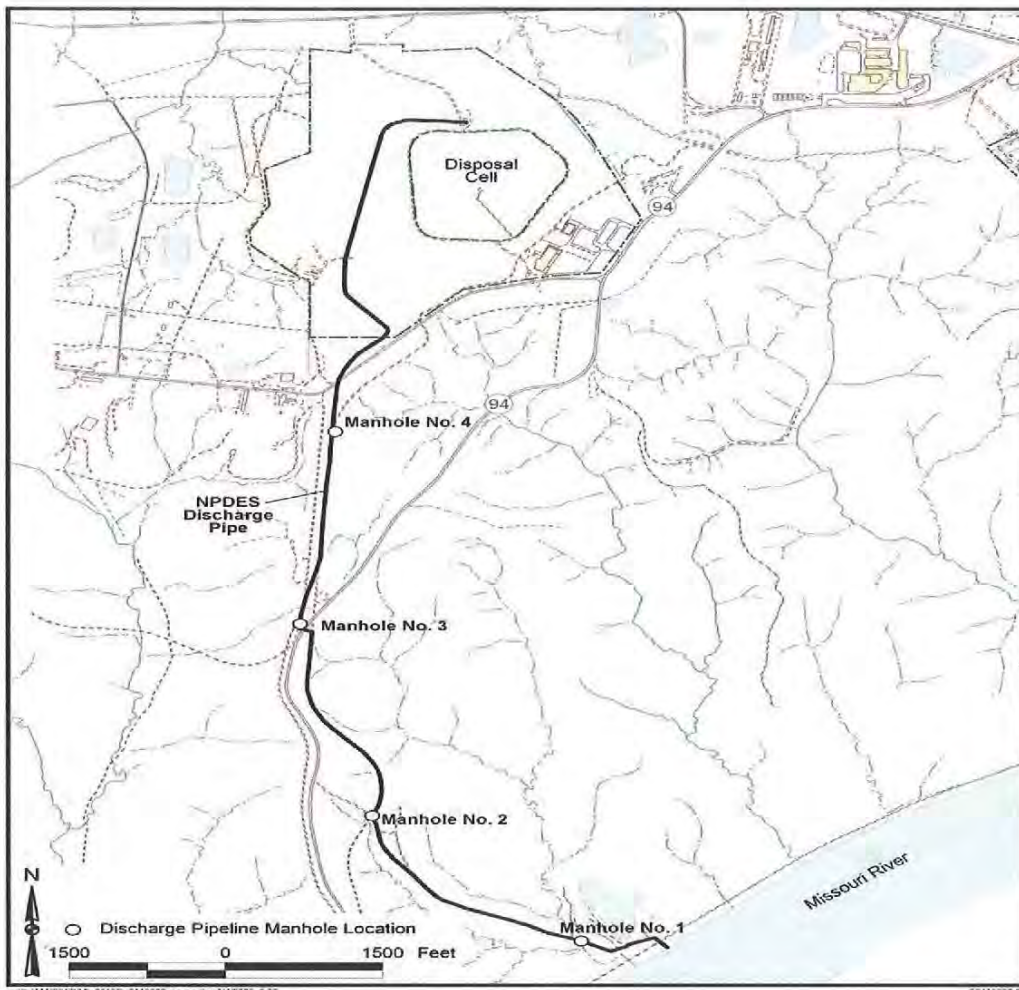 Disposal
Cell
94
94
Manhole No. 4
NPDES
Discharge
Pipe
Manhole No. 3
Manhole No. 2
Missouri River
Manhole No. 1
N
Discharge Pipeline Manhole Location
1500 0 1500 Feet